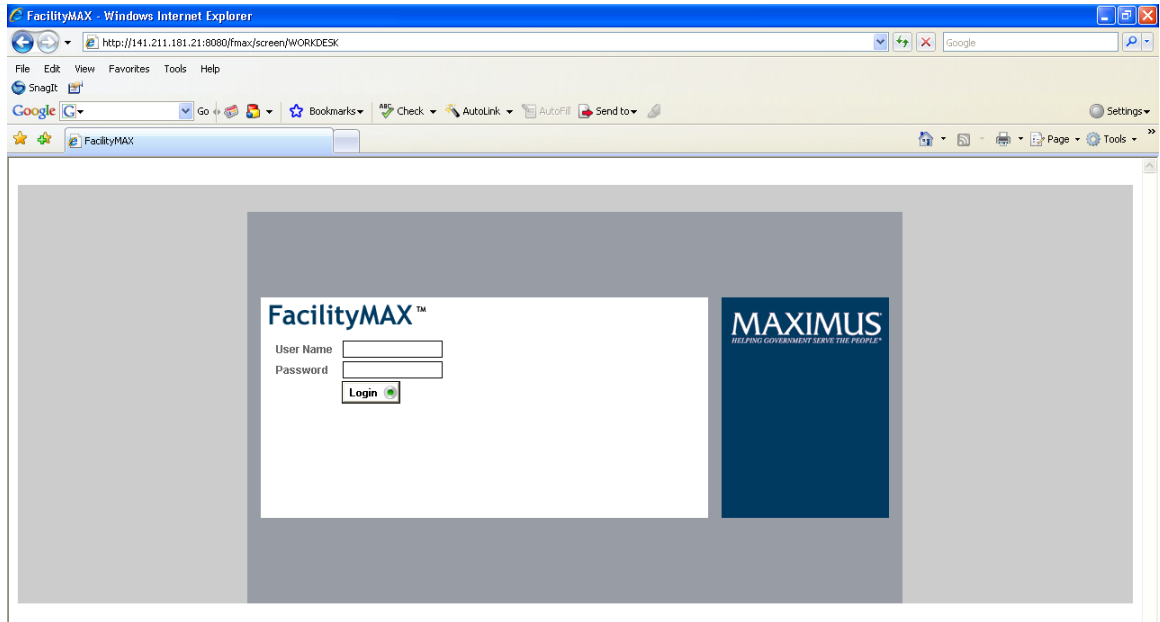 FacilityMAX - Windows Internet Explorer
http://141.211.181.21:8080/fmax/screen/WORKDESK
Google
File Edit View Favorites Tools Help
SnagIt
Google G Go Bookmarks ABC Check AutoLink AutoFill Send to Settings
FacilityMAX Page Tools »
FacilityMAX™
MAXIMUS
HELPING GOVERNMENT SERVE THE PEOPLE®
User Name
Password
Login